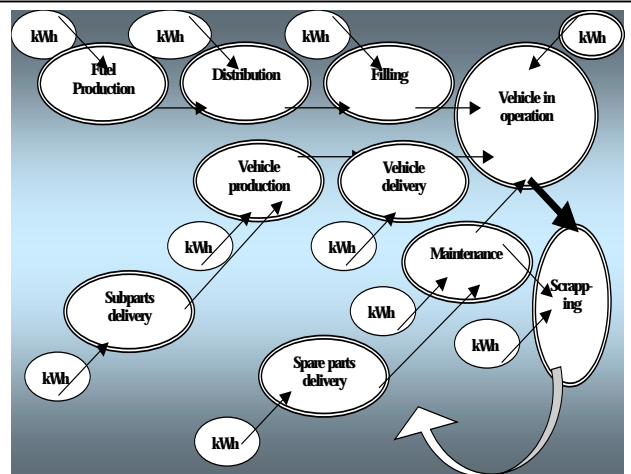 kWh
kWh
kWh
kWh
Fuel
Production
Distribution
Filling
Vehicle in
operation
Vehicle
production
Vehicle
delivery
kWh
kWh
Maintenance
Subparts
delivery
kWh
Scrapp-
ing
kWh
kWh
Spare parts
delivery
kWh